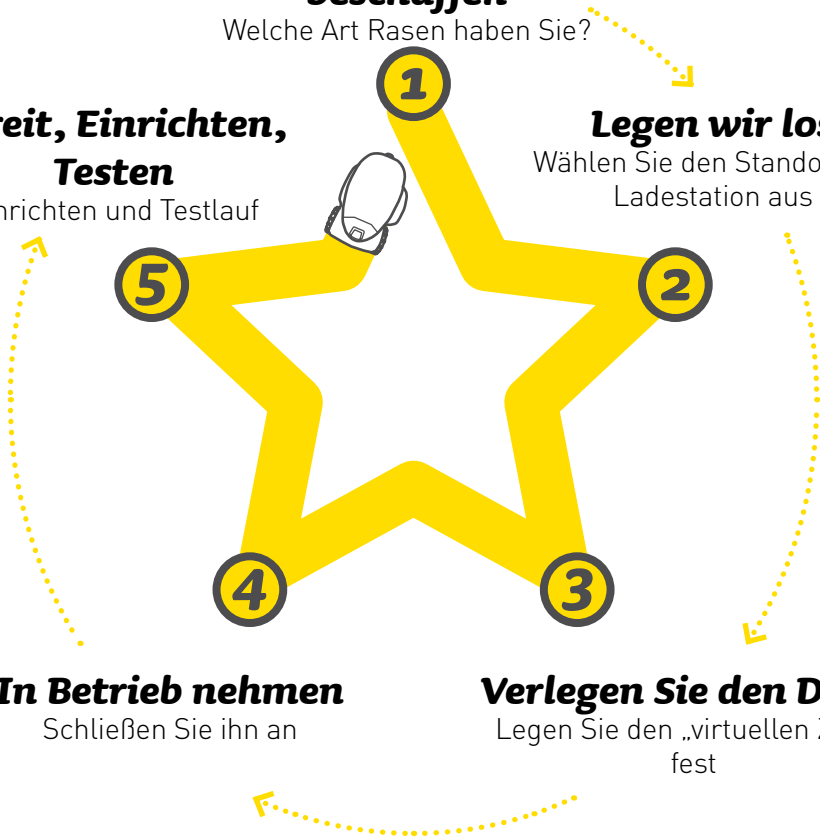 beschaffen
Welche Art Rasen haben Sie?
1
Legen wir los
Wählen Sie den Stando
Ladestation aus
2
3
Verlegen Sie den D
Legen Sie den „virtuellen
fest
4
In Betrieb nehmen
Schließen Sie ihn an
5
reit, Einrichten,
Testen
nrichten und Testlauf